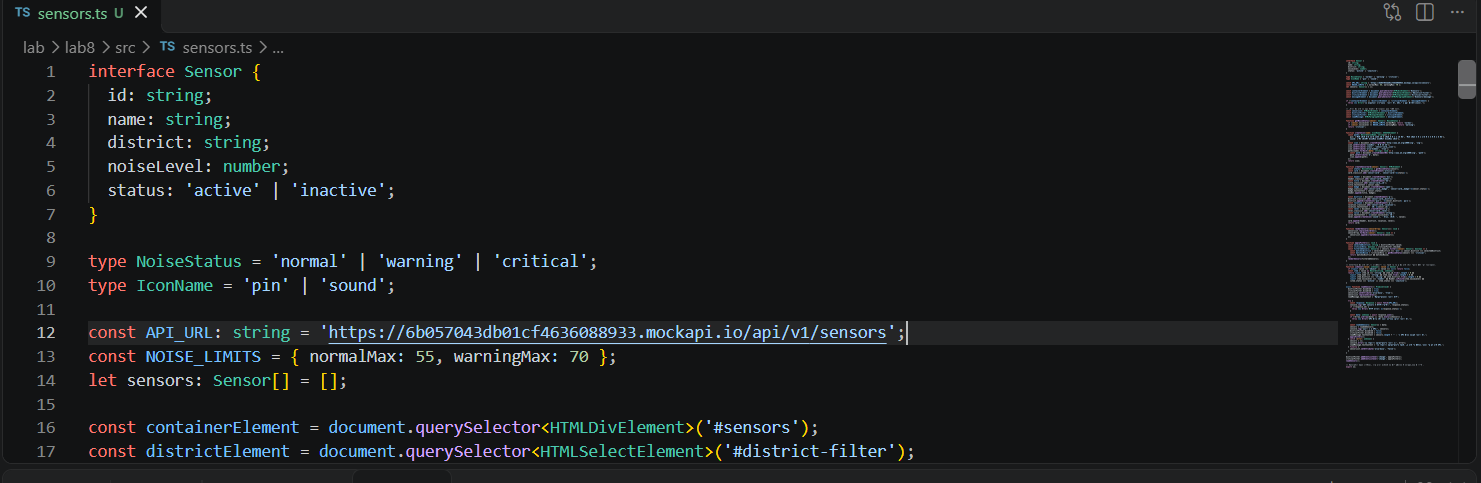 TS sensors.ts U
lab > lab8 > src > TS sensors.ts > ...
1 interface Sensor {
2 id: string;
3 name: string;
4 district: string;
5 noiseLevel: number;
6 status: 'active' | 'inactive';
7 }
8
9 type NoiseStatus = 'normal' | 'warning' | 'critical';
10 type IconName = 'pin' | 'sound';
11
12 const API_URL: string = 'https://6b057043db01cf4636088933.mockapi.io/api/v1/sensors';
13 const NOISE_LIMITS = { normalMax: 55, warningMax: 70 };
14 let sensors: Sensor[] = [];
15
16 const containerElement = document.querySelector<HTMLDivElement>('#sensors');
17 const districtElement = document.querySelector<HTMLSelectElement>('#district-filter');